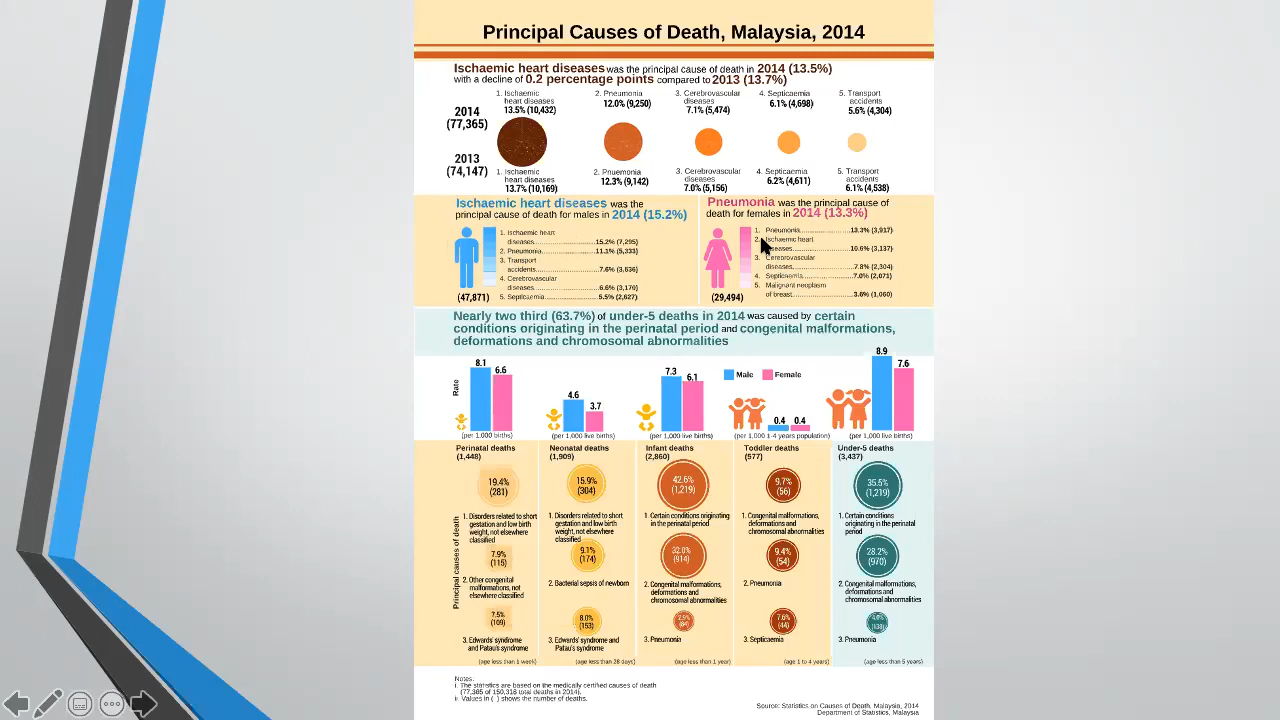 Principal Causes of Death, Malaysia, 2014
Ischaemic heart diseases was the principal cause of death in 2014 (13.5%)
with a decline of 0.2 percentage points compared to 2013 (13.7%)
2014
(77,365)
1. Ischaemic
heart diseases
13.5% (10,432)
2. Pneumonia
12.0% (9,250)
3. Cerebrovascular
diseases
7.1% (5,474)
4. Septicaemia
6.1% (4,698)
5. Transport
accidents
5.6% (4,304)
2013
(74,147)
1. Ischaemic
heart diseases
13.7% (10,169)
2. Pnuemonia
12.3% (9,142)
3. Cerebrovascular
diseases
7.0% (5,156)
4. Septicaemia
6.2% (4,611)
5. Transport
accidents
6.1% (4,538)
Ischaemic heart diseases was the
principal cause of death for males in 2014 (15.2%)
1. Ischaemic heart
diseases 15.2% (7,295)
2. Pneumonia 11.1% (5,333)
3. Transport
accidents 7.6% (3,636)
4. Cerebrovascular
diseases 6.6% (3,170)
5. Septicaemia 5.5% (2,627)
(47,871)
Pneumonia was the principal cause of
death for females in 2014 (13.3%)
1. Pneumonia 13.3% (3,917)
2. Ischaemic heart
diseases 10.6% (3,137)
3. Cerebrovascular
diseases 7.8% (2,304)
4. Septicaemia 7.0% (2,071)
5. Malignant neoplasm
of breast 3.6% (1,060)
(29,494)
Nearly two third (63.7%) of under-5 deaths in 2014 was caused by certain
conditions originating in the perinatal period and congenital malformations,
deformations and chromosomal abnormalities
Rate
8.1
6.6
(per 1,000 births)
4.6
3.7
(per 1,000 live births)
7.3
6.1
(per 1,000 live births)
Male
Female
0.4
0.4
(per 1,000 1-4 years population)
8.9
7.6
(per 1,000 live births)
Principal causes of death
Perinatal deaths
(1,448)
19.4%
(281)
1. Disorders related to short
gestation and low birth
weight, not elsewhere
classified
7.9%
(115)
2. Other congenital
malformations, not
elsewhere classified
7.5%
(109)
3. Edwards' syndrome
and Patau's syndrome
(age less than 1 week)
Neonatal deaths
(1,909)
15.9%
(304)
1. Disorders related to short
gestation and low birth
weight, not elsewhere
classified
9.1%
(174)
2. Bacterial sepsis of newborn
8.0%
(153)
3. Edwards' syndrome and
Patau's syndrome
(age less than 28 days)
Infant deaths
(2,860)
42.6%
(1,219)
1. Certain conditions originating
in the perinatal period
32.0%
(914)
2. Congenital malformations,
deformations and
chromosomal abnormalities
2.9%
(84)
3. Pneumonia
(age less than 1 year)
Toddler deaths
(577)
9.7%
(56)
1. Congenital malformations,
deformations and
chromosomal abnormalities
9.4%
(54)
2. Pneumonia
7.6%
(44)
3. Septicaemia
(age 1 to 4 years)
Under-5 deaths
(3,437)
35.5%
(1,219)
1. Certain conditions
originating in the perinatal
period
28.2%
(970)
2. Congenital malformations,
deformations and
chromosomal abnormalities
4.0%
(138)
3. Pneumonia
(age less than 5 years)
Notes:
i. The statistics are based on the medically certified causes of death
(77,365 of 150,318 total deaths in 2014).
ii. Values in ( ) shows the number of deaths.
Source: Statistics on Causes of Death, Malaysia, 2014
Department of Statistics, Malaysia